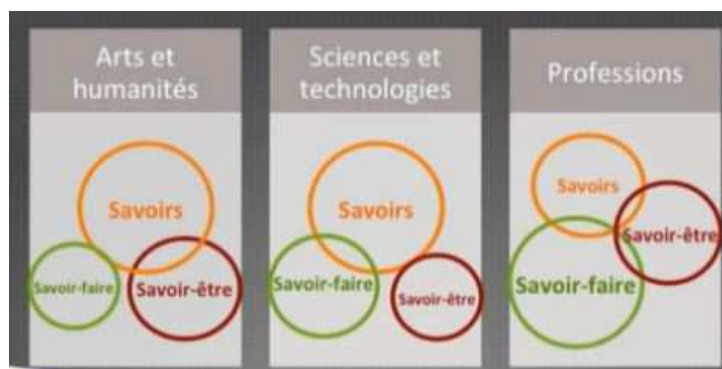 Arts et
humanités
Savoirs
Savoir-faire
Savoir-être
Sciences et
technologies
Savoirs
Savoir-faire
Savoir-être
Professions
Savoirs
Savoir-être
Savoir-faire